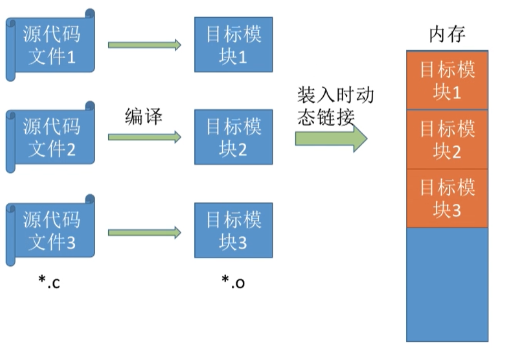 源代码
文件1
目标模
块1
源代码
文件2
编译
目标模
块2
源代码
文件3
目标模
块3
*.c
*.o
装入时动
态链接
内存
目标模
块1
目标模
块2
目标模
块3